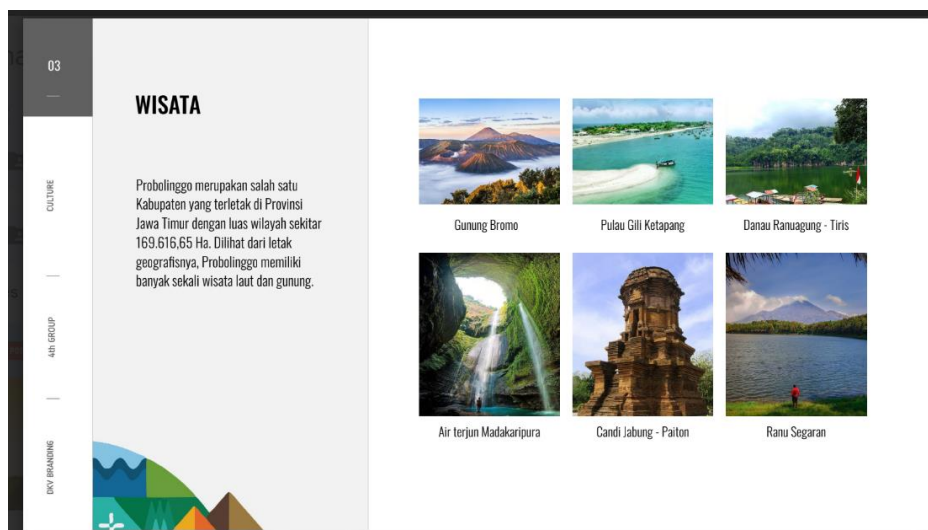 03
CULTURE
4th GROUP
DKV BRANDING
WISATA
Probolinggo merupakan salah satu
Kabupaten yang terletak di Provinsi
Jawa Timur dengan luas wilayah sekitar
169.616,65 Ha. Dilihat dari letak
geografisnya, Probolinggo memiliki
banyak sekali wisata laut dan gunung.
Gunung Bromo
Pulau Gili Ketapang
Danau Ranuagung - Tiris
Air terjun Madakaripura
Candi Jabung - Paiton
Ranu Segaran